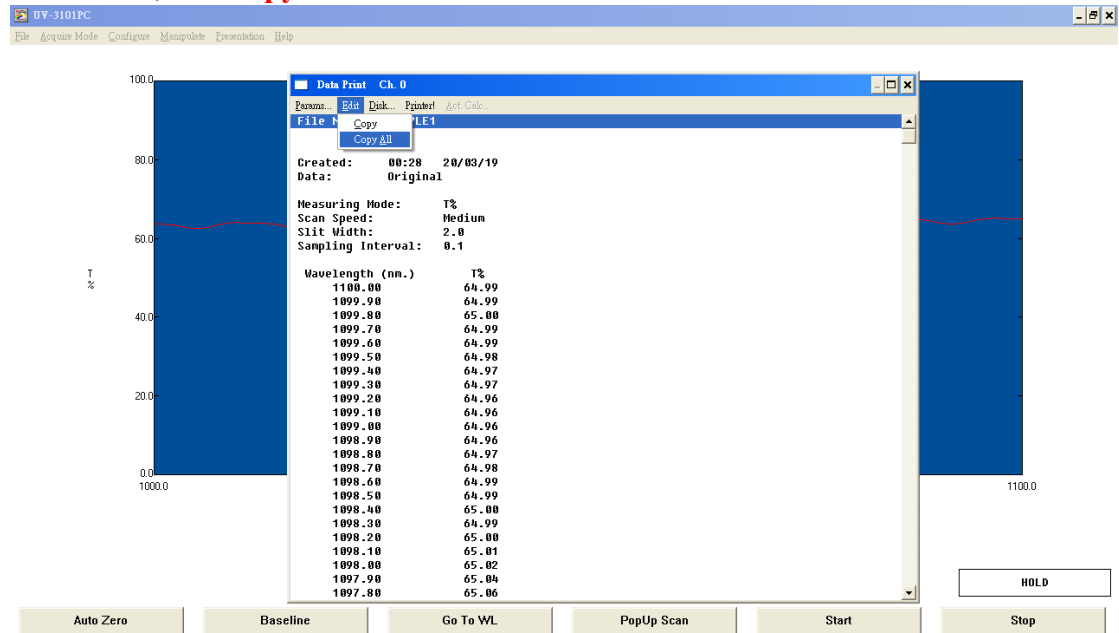 UV-3101PC
File Acquire Mode Configure Manipulate Presentation Help
100.0
80.0
60.0
T
%
40.0
20.0
0.0
1000.0
1100.0
Data Print Ch. 0
Params... Edit Disk... Printer! Act. Calc...
Copy
Copy All
File
LE1
Created: 00:28 20/03/19
Data: Original
Measuring Mode: T%
Scan Speed: Medium
Slit Width: 2.0
Sampling Interval: 0.1
Wavelength (nm.) T%
1100.00 64.99
1099.90 64.99
1099.80 65.00
1099.70 64.99
1099.60 64.99
1099.50 64.98
1099.40 64.97
1099.30 64.97
1099.20 64.96
1099.10 64.96
1099.00 64.96
1098.90 64.96
1098.80 64.97
1098.70 64.98
1098.60 64.99
1098.50 64.99
1098.40 65.00
1098.30 64.99
1098.20 65.00
1098.10 65.01
1098.00 65.02
1097.90 65.04
1097.80 65.06
HOLD
Auto Zero Baseline Go To WL PopUp Scan Start Stop